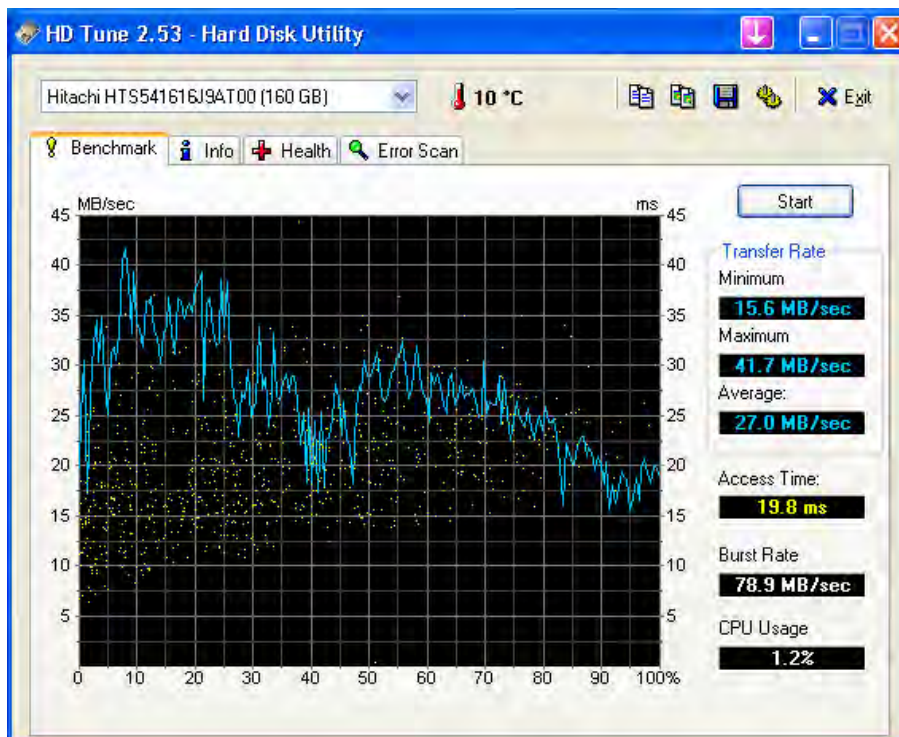 HD Tune 2.53 - Hard Disk Utility
Hitachi HTS541616J9AT00 (160 GB)
10 °C
Exit
Benchmark Info Health Error Scan
MB/sec
ms
45
40
35
30
25
20
15
10
5
45
40
35
30
25
20
15
10
5
0 10 20 30 40 50 60 70 80 90 100%
Start
Transfer Rate
Minimum
15.6 MB/sec
Maximum
41.7 MB/sec
Average:
27.0 MB/sec
Access Time:
19.8 ms
Burst Rate
78.9 MB/sec
CPU Usage
1.2%